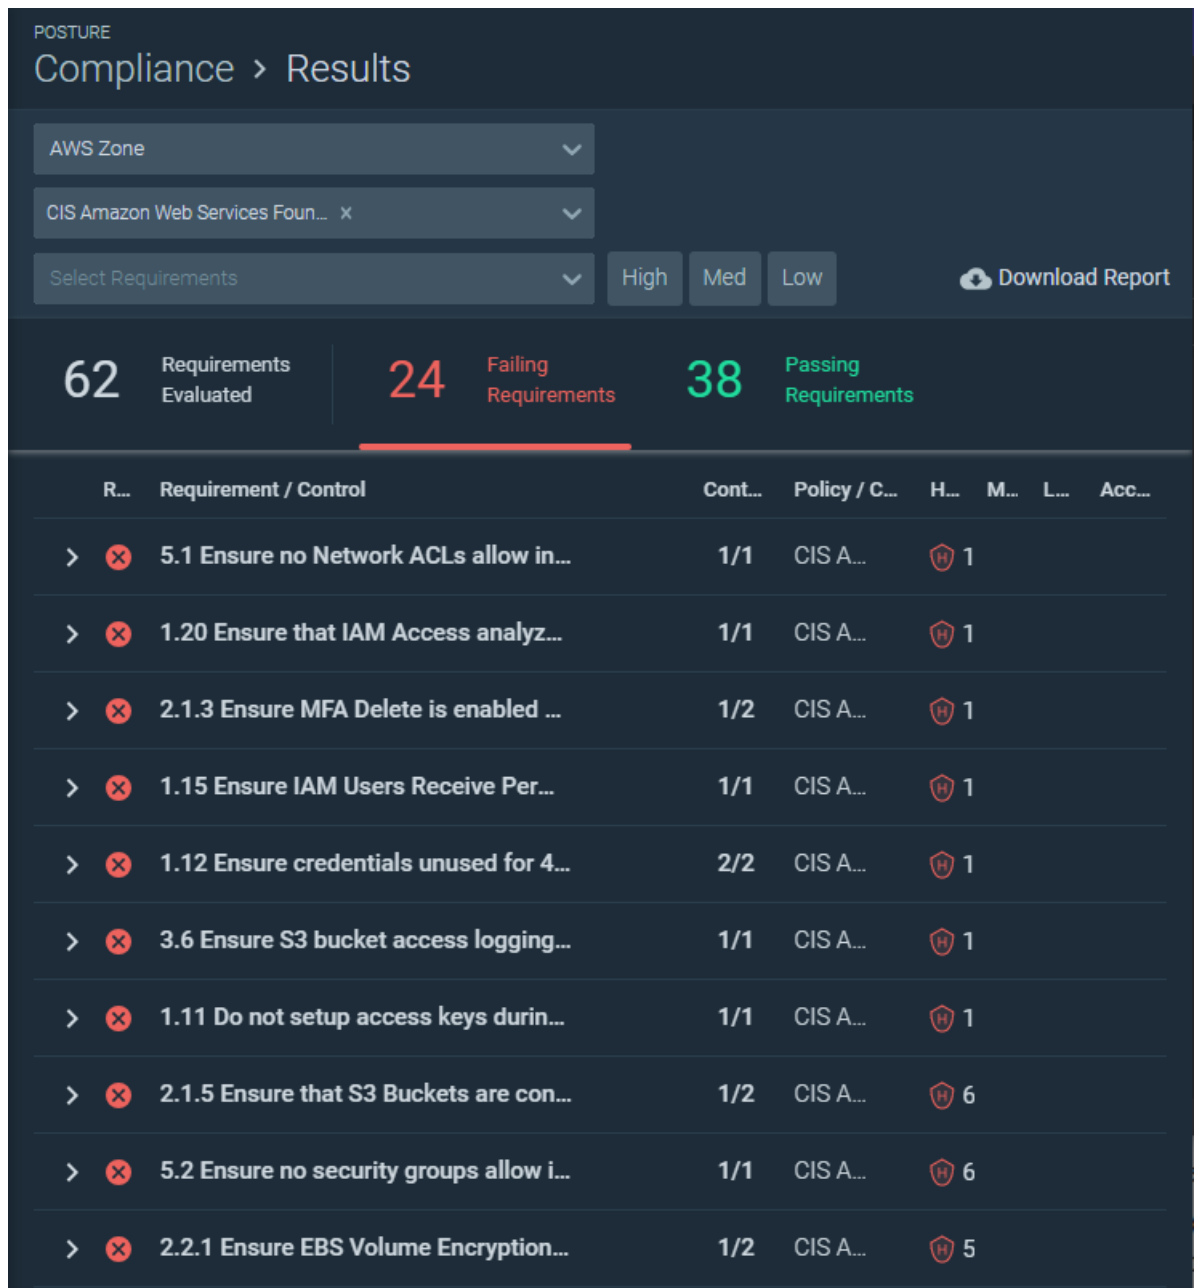 POSTURE
Compliance > Results
AWS Zone
CIS Amazon Web Services Foun... ×
Select Requirements High Med Low Download Report
62 Requirements Evaluated 24 Failing Requirements 38 Passing Requirements
R... Requirement / Control Cont... Policy / C... H... M... L... Acc...
5.1 Ensure no Network ACLs allow in... 1/1 CIS A... H 1
1.20 Ensure that IAM Access analyz... 1/1 CIS A... H 1
2.1.3 Ensure MFA Delete is enabled ... 1/2 CIS A... H 1
1.15 Ensure IAM Users Receive Per... 1/1 CIS A... H 1
1.12 Ensure credentials unused for 4... 2/2 CIS A... H 1
3.6 Ensure S3 bucket access logging... 1/1 CIS A... H 1
1.11 Do not setup access keys durin... 1/1 CIS A... H 1
2.1.5 Ensure that S3 Buckets are con... 1/2 CIS A... H 6
5.2 Ensure no security groups allow i... 1/1 CIS A... H 6
2.2.1 Ensure EBS Volume Encryption... 1/2 CIS A... H 5